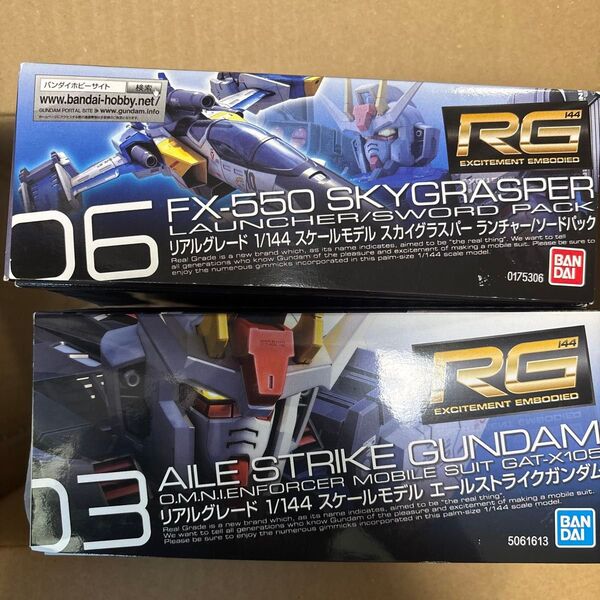 バンダイホビーサイト 検索
www.bandai-hobby.net/
GUNDAM PORTAL SITE www.gundam.info
144
RG
EXCITEMENT EMBODIED
06
FX-550 SKYGRASPER
LAUNCHER/SWORD PACK
リアルグレード 1/144 スケールモデル スカイグラスパー ランチャー/ソードパック
Real Grade is a new brand which, as its name indicates, aimed to be "the real thing". We want to tell
all generations who know Gundam of the pleasure and excitement of making a mobile suit. Please be sure to
enjoy the numerous gimmicks incorporated in this palm-size 1/144 scale model.
BAN
DAI
0175306
144
RG
EXCITEMENT EMBODIED
03
AILE STRIKE GUNDAM
O.M.N.I.ENFORCER MOBILE SUIT GAT-X105
リアルグレード 1/144 スケールモデル エールストライクガンダム
Real Grade is a new brand which, as its name indicates, aimed to be "the real thing".
We want to tell all generations who know Gundam of the pleasure and excitement of making a mobile suit.
Please be sure to enjoy the numerous gimmicks incorporated in this palm-size 1/144 scale model.
BAN
DAI
5061613